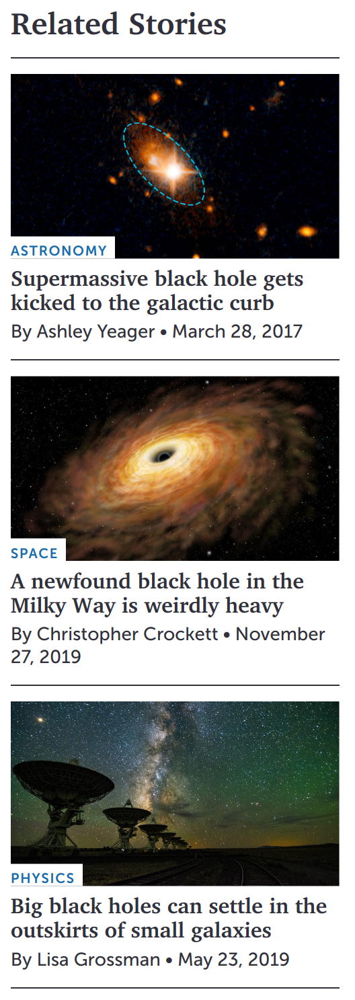 Related Stories
ASTRONOMY
Supermassive black hole gets
kicked to the galactic curb
By Ashley Yeager • March 28, 2017
SPACE
A newfound black hole in the
Milky Way is weirdly heavy
By Christopher Crockett • November
27, 2019
PHYSICS
Big black holes can settle in the
outskirts of small galaxies
By Lisa Grossman • May 23, 2019